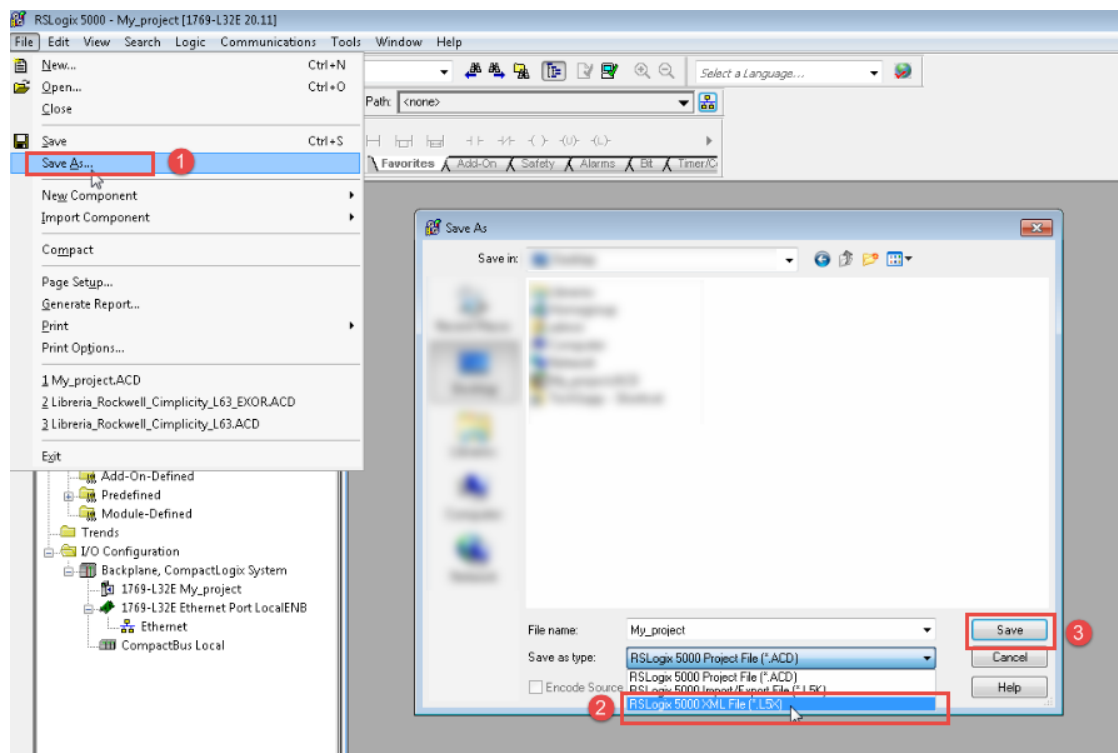 RSLogix 5000 - My_project [1769-L32E 20.11]
File Edit View Search Logic Communications Tools Window Help
New... Ctrl+N
Open... Ctrl+O
Close
Save Ctrl+S
Save As... 1
New Component
Import Component
Compact
Page Setup...
Generate Report...
Print
Print Options...
1 My_project.ACD
2 Libreria_Rockwell_Cimplicity_L63_EXOR.ACD
3 Libreria_Rockwell_Cimplicity_L63.ACD
Exit
Select a Language...
Path: <none>
Favorites Add-On Safety Alarms Bit Timer/C
Add-On-Defined
Predefined
Module-Defined
Trends
I/O Configuration
Backplane, CompactLogix System
1769-L32E My_project
1769-L32E Ethernet Port LocalENB
Ethernet
CompactBus Local
Save As
Save in:
File name: My_project Save 3
Save as type: RSLogix 5000 Project File (*.ACD) Cancel
RSLogix 5000 Project File (*.ACD)
Encode Source RSLogix 5000 Import/Export File (*.L5K) Help
2 RSLogix 5000 XML File (*.L5X)